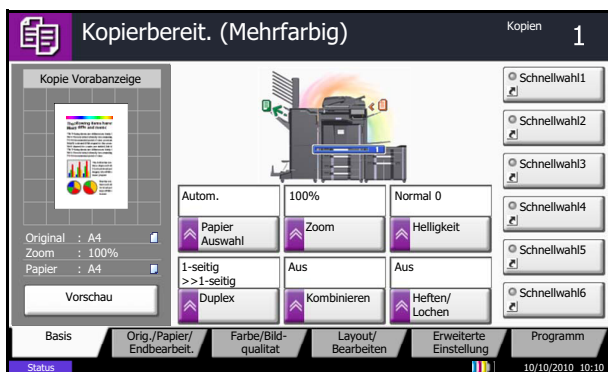 Kopierbereit. (Mehrfarbig)
Kopien 1
Kopie Vorabanzeige
Original : A4
Zoom : 100%
Papier : A4
Vorschau
Autom.
Papier
Auswahl
100%
Zoom
Normal 0
Helligkeit
1-seitig
>>1-seitig
Duplex
Aus
Kombinieren
Aus
Heften/
Lochen
Schnellwahl1
Schnellwahl2
Schnellwahl3
Schnellwahl4
Schnellwahl5
Schnellwahl6
Basis
Orig./Papier/
Endbearbeit.
Farbe/Bild-
qualitat
Layout/
Bearbeiten
Erweiterte
Einstellung
Programm
Status
10/10/2010 10:10